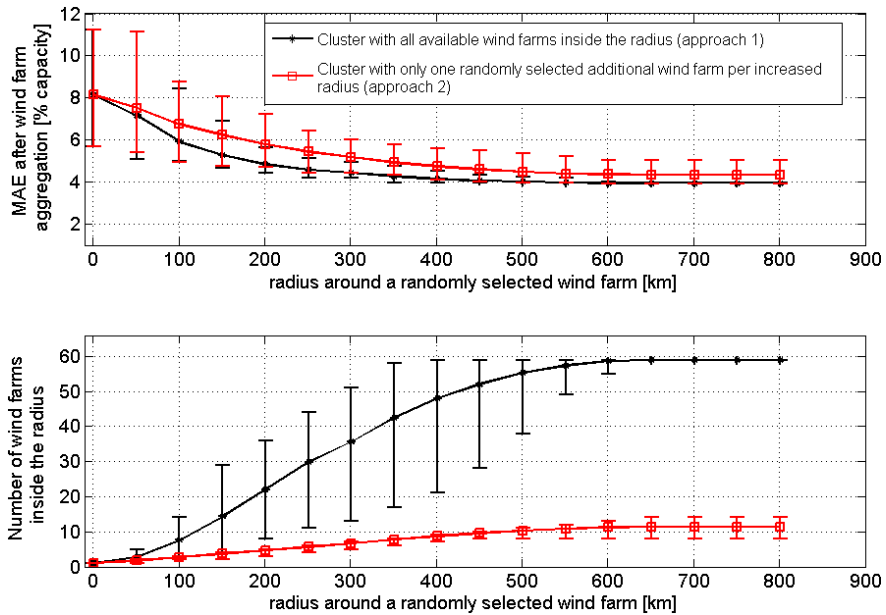 12
10
8
6
4
2
MAE after wind farm
aggregation [% capacity]
Cluster with all available wind farms inside the radius (approach 1)
Cluster with only one randomly selected additional wind farm per increased
radius (approach 2)
0 100 200 300 400 500 600 700 800 900
radius around a randomly selected wind farm [km]
60
50
40
30
20
10
0
Number of wind farms
inside the radius
0 100 200 300 400 500 600 700 800 900
radius around a randomly selected wind farm [km]